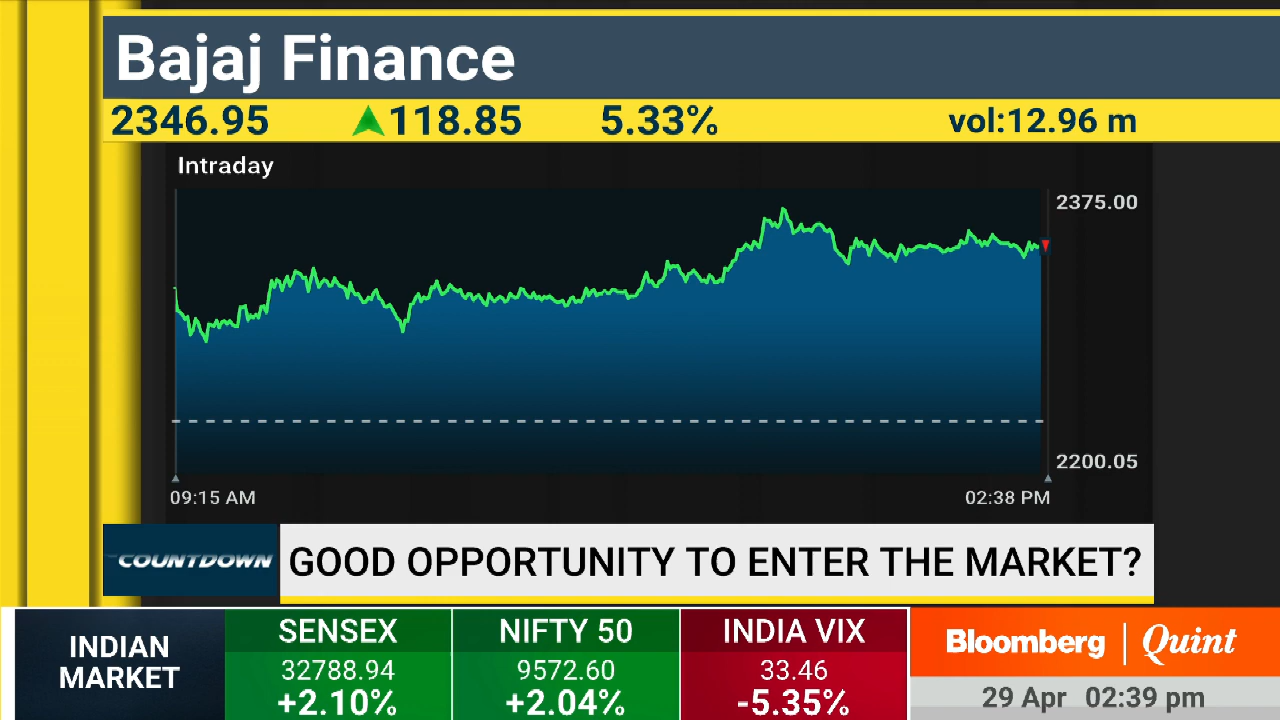 Bajaj Finance
2346.95 118.85 5.33% vol:12.96 m
Intraday
2375.00
2200.05
09:15 AM 02:38 PM
COUNTDOWN
GOOD OPPORTUNITY TO ENTER THE MARKET?
INDIAN
MARKET
SENSEX
32788.94
+2.10%
NIFTY 50
9572.60
+2.04%
INDIA VIX
33.46
-5.35%
Bloomberg | Quint
29 Apr 02:39 pm